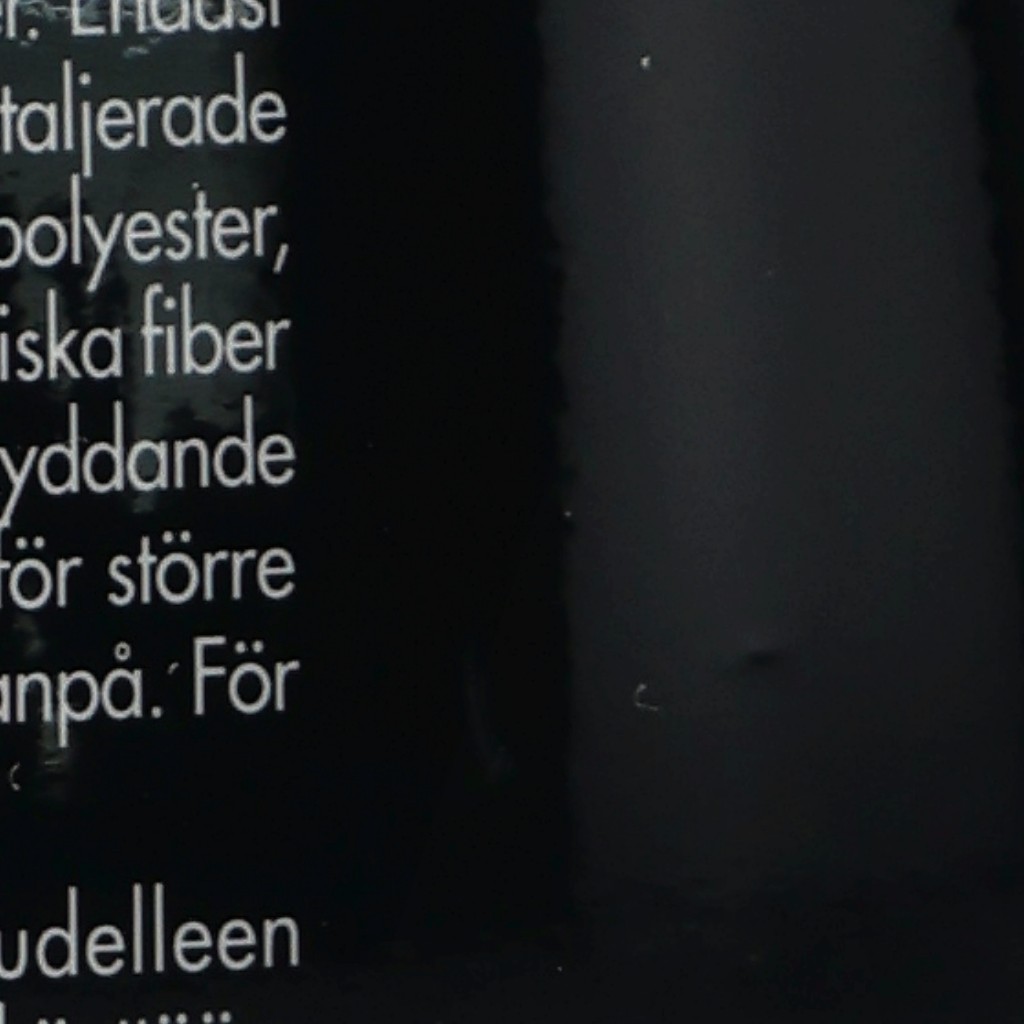 taljerade
polyester,
iska fiber
yddande
för större
anpå. För
udelleen